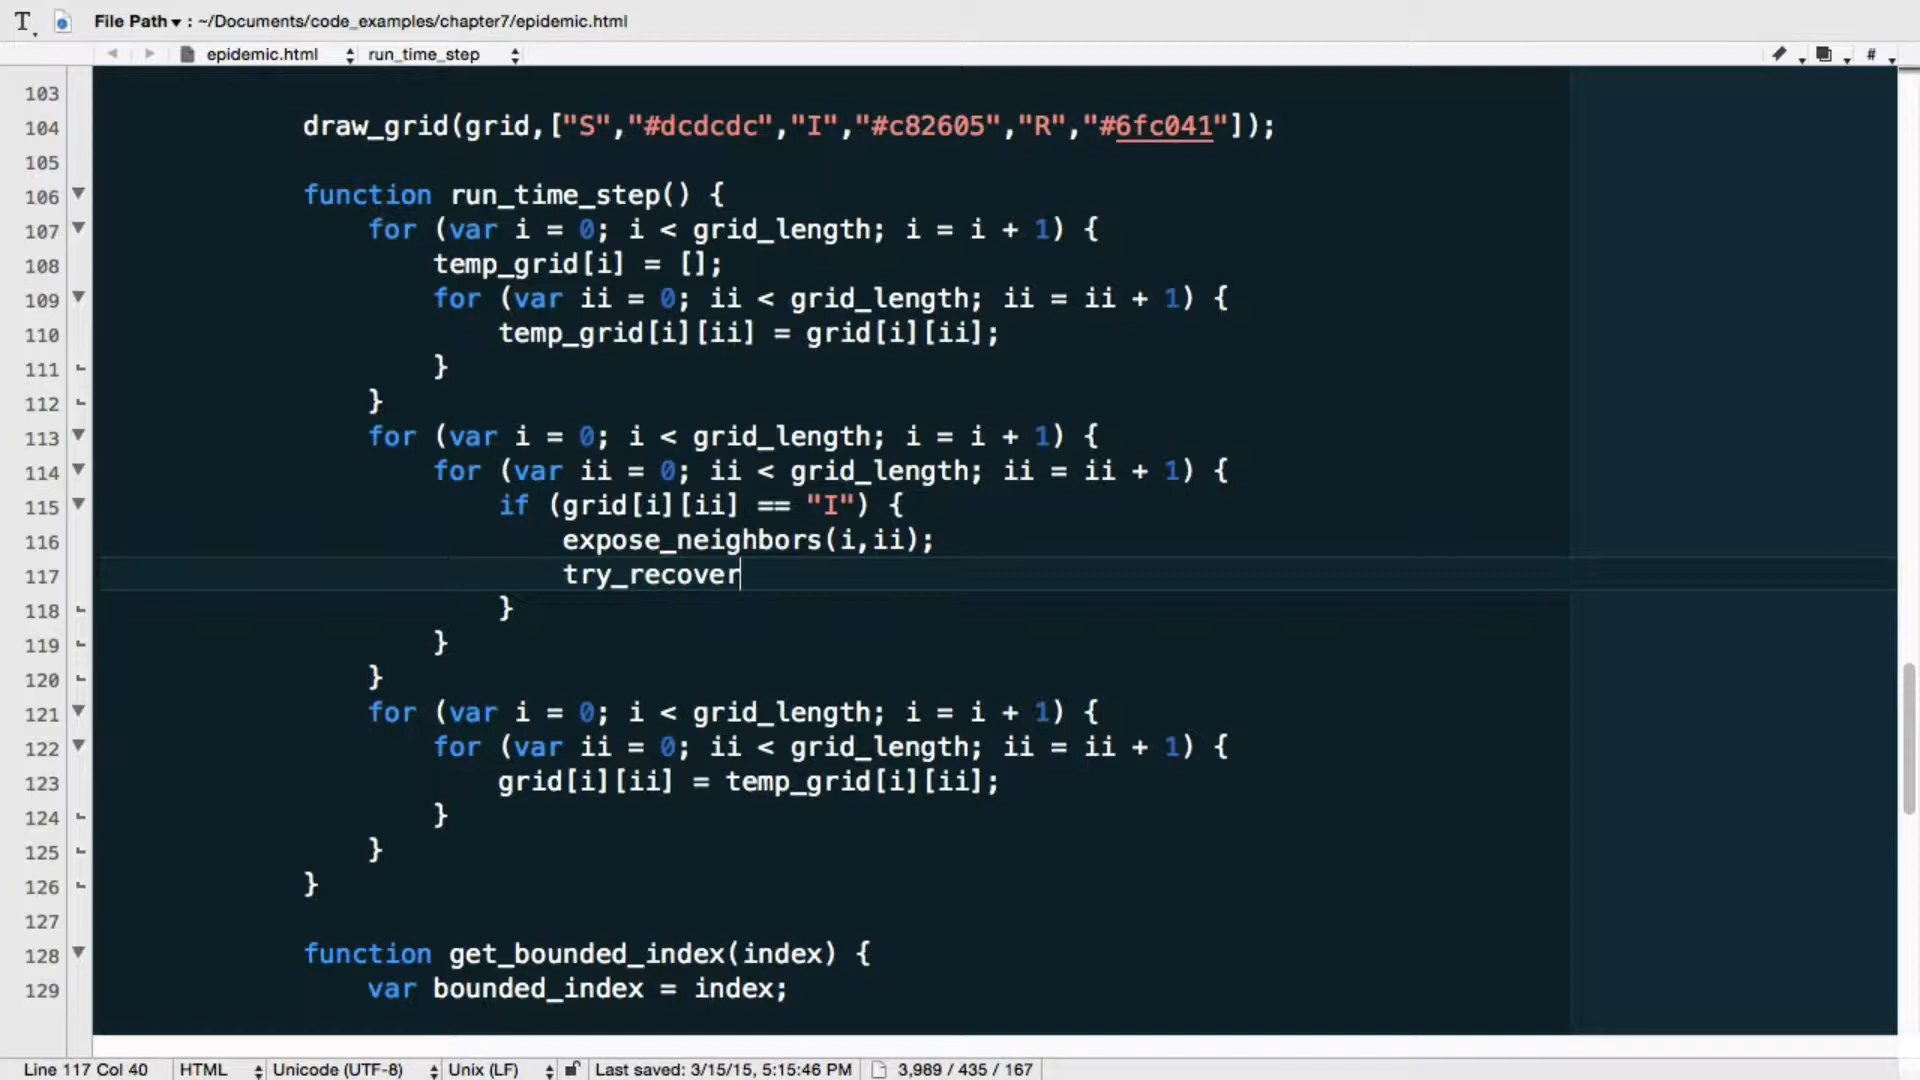 File Path ▾ : ~/Documents/code_examples/chapter7/epidemic.html
epidemic.html run_time_step #
103
104 draw_grid(grid,["S","#dcdcdc","I","#c82605","R","#6fc041"]);
105
106 function run_time_step() {
107 for (var i = 0; i < grid_length; i = i + 1) {
108 temp_grid[i] = [];
109 for (var ii = 0; ii < grid_length; ii = ii + 1) {
110 temp_grid[i][ii] = grid[i][ii];
111 }
112 }
113 for (var i = 0; i < grid_length; i = i + 1) {
114 for (var ii = 0; ii < grid_length; ii = ii + 1) {
115 if (grid[i][ii] == "I") {
116 expose_neighbors(i,ii);
117 try_recover
118 }
119 }
120 }
121 for (var i = 0; i < grid_length; i = i + 1) {
122 for (var ii = 0; ii < grid_length; ii = ii + 1) {
123 grid[i][ii] = temp_grid[i][ii];
124 }
125 }
126 }
127
128 function get_bounded_index(index) {
129 var bounded_index = index;
Line 117 Col 40 HTML Unicode (UTF-8) Unix (LF) Last saved: 3/15/15, 5:15:46 PM 3,989 / 435 / 167